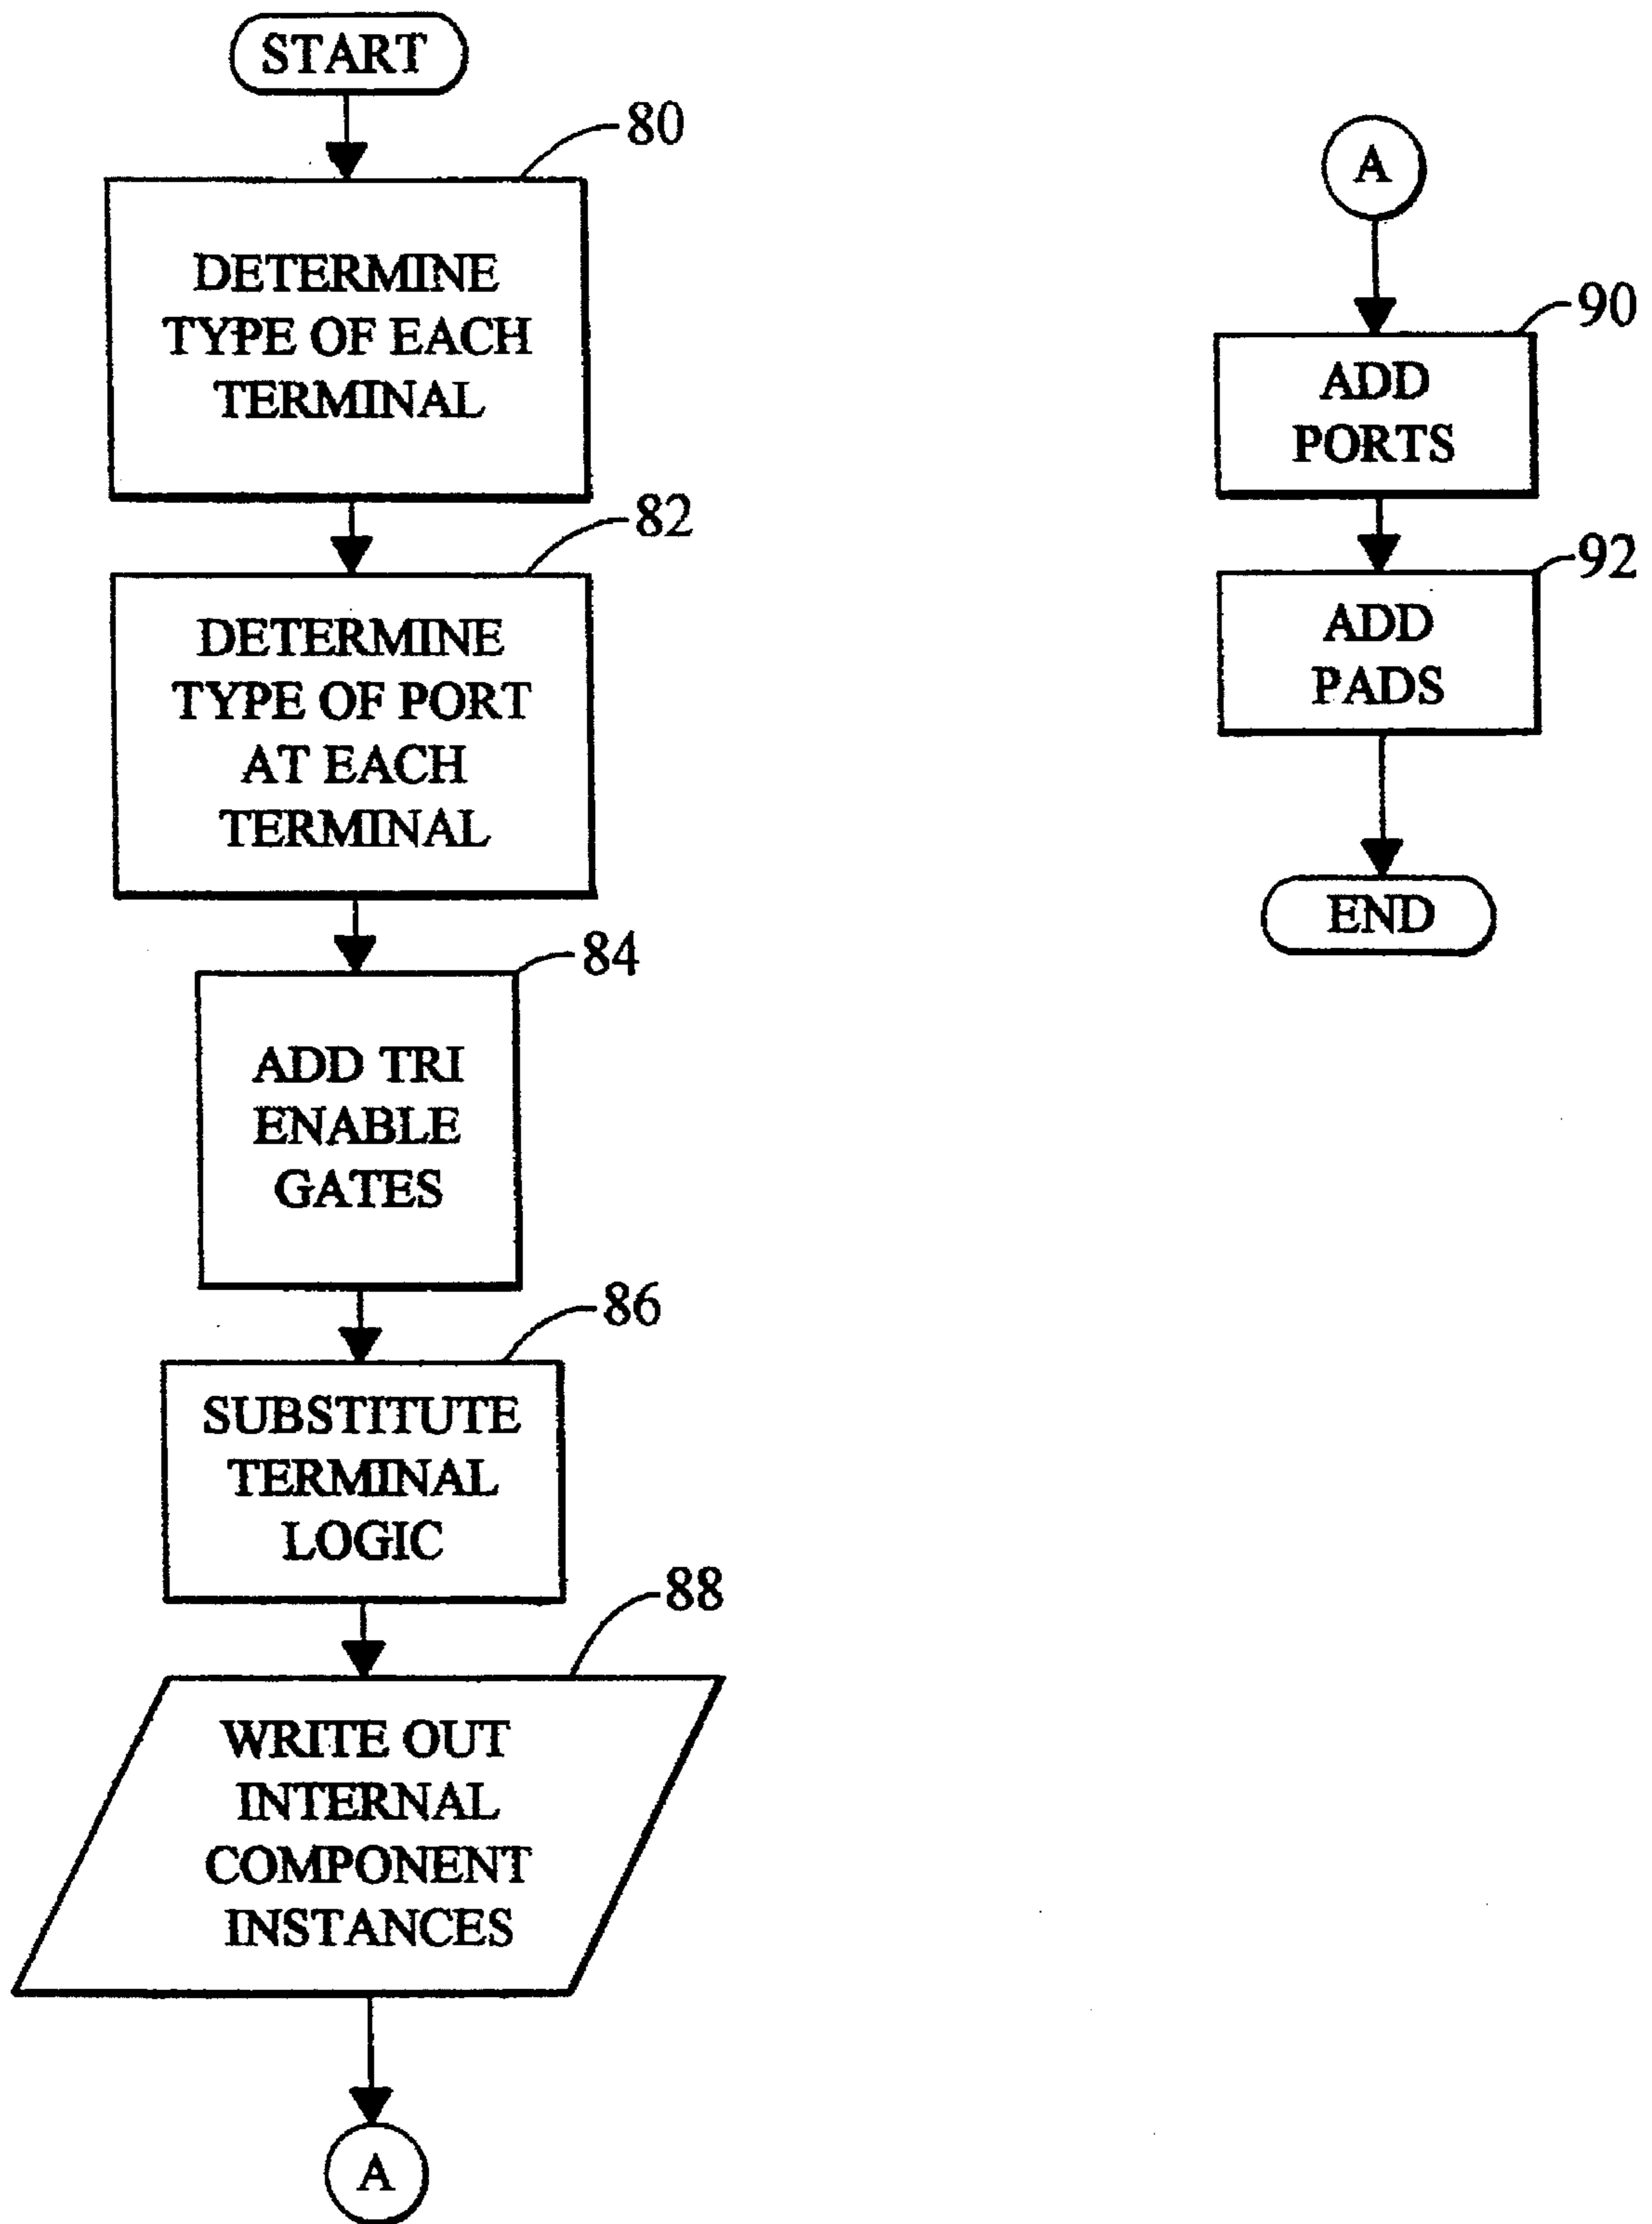 START
80
DETERMINE
TYPE OF EACH
TERMINAL
82
DETERMINE
TYPE OF PORT
AT EACH
TERMINAL
84
ADD TRI
ENABLE
GATES
86
SUBSTITUTE
TERMINAL
LOGIC
88
WRITE OUT
INTERNAL
COMPONENT
INSTANCES
A
A
90
ADD
PORTS
92
ADD
PADS
END